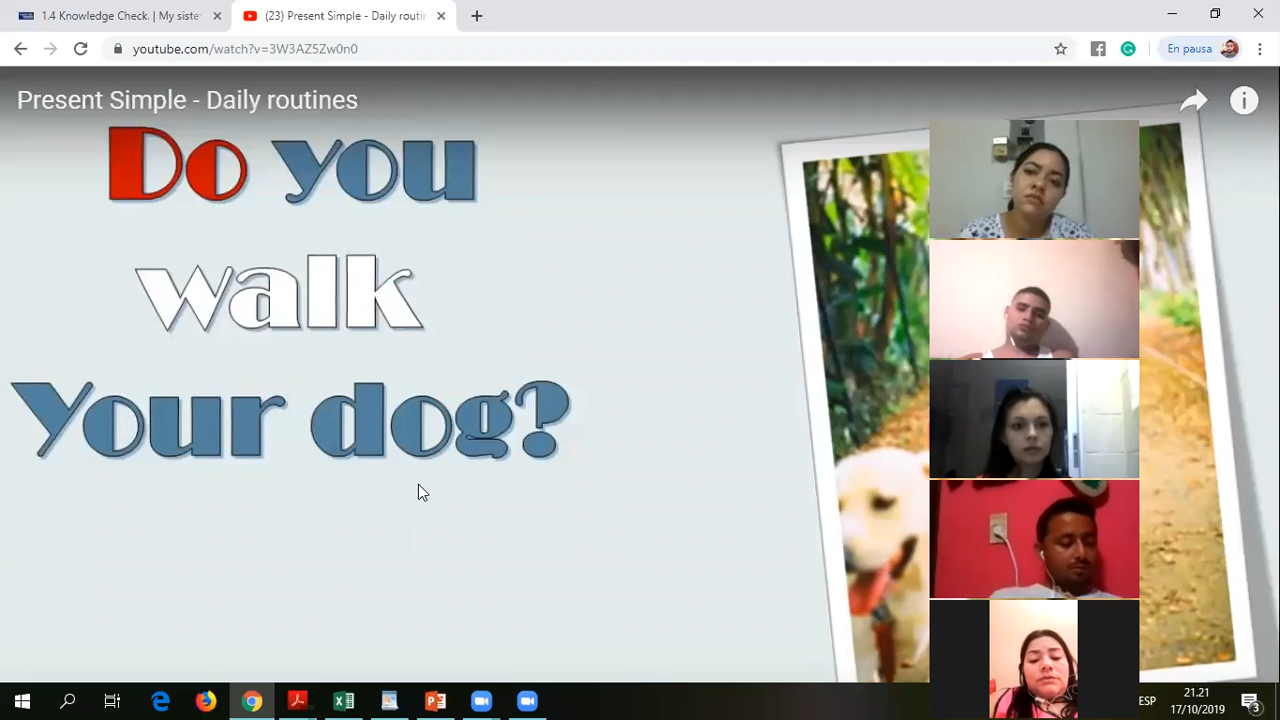 1.4 Knowledge Check. | My siste
(23) Present Simple - Daily routin
youtube.com/watch?v=3W3AZ5Zw0n0
En pausa
Present Simple - Daily routines
Do you
walk
Your dog?
ESP
21.21
17/10/2019
3